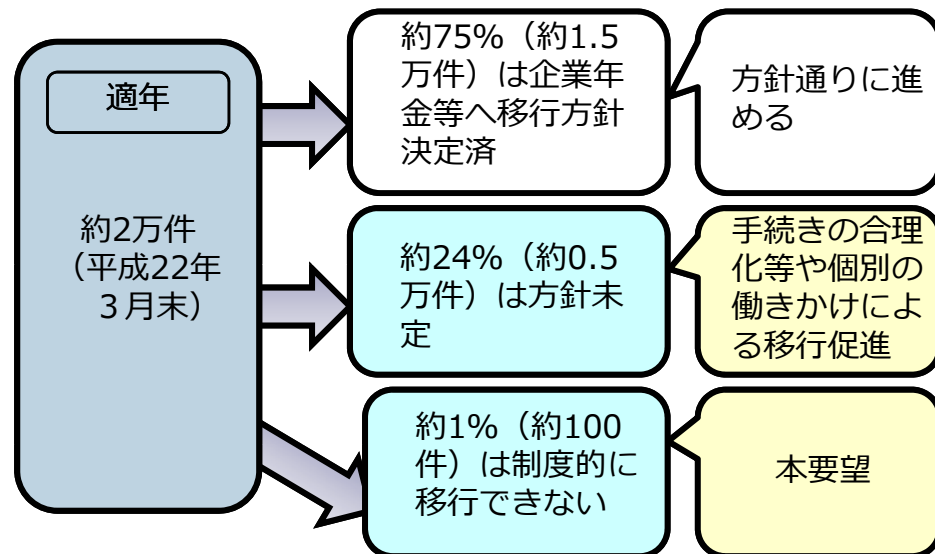 適年
約2万件
（平成22年
３月末）
約75%（約1.5
万件）は企業年
金等へ移行方針
決定済
方針通りに進
める
約24%（約0.5
万件）は方針未
定
手続きの合理
化等や個別の
働きかけによ
る移行促進
約1%（約100
件）は制度的に
移行できない
本要望